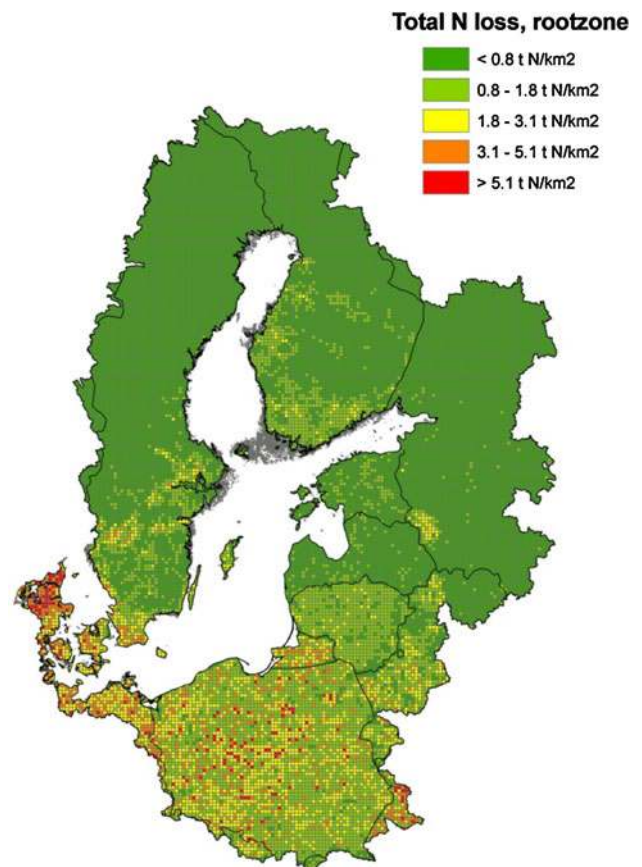 Total N loss, rootzone
< 0.8 t N/km2
0.8 - 1.8 t N/km2
1.8 - 3.1 t N/km2
3.1 - 5.1 t N/km2
> 5.1 t N/km2